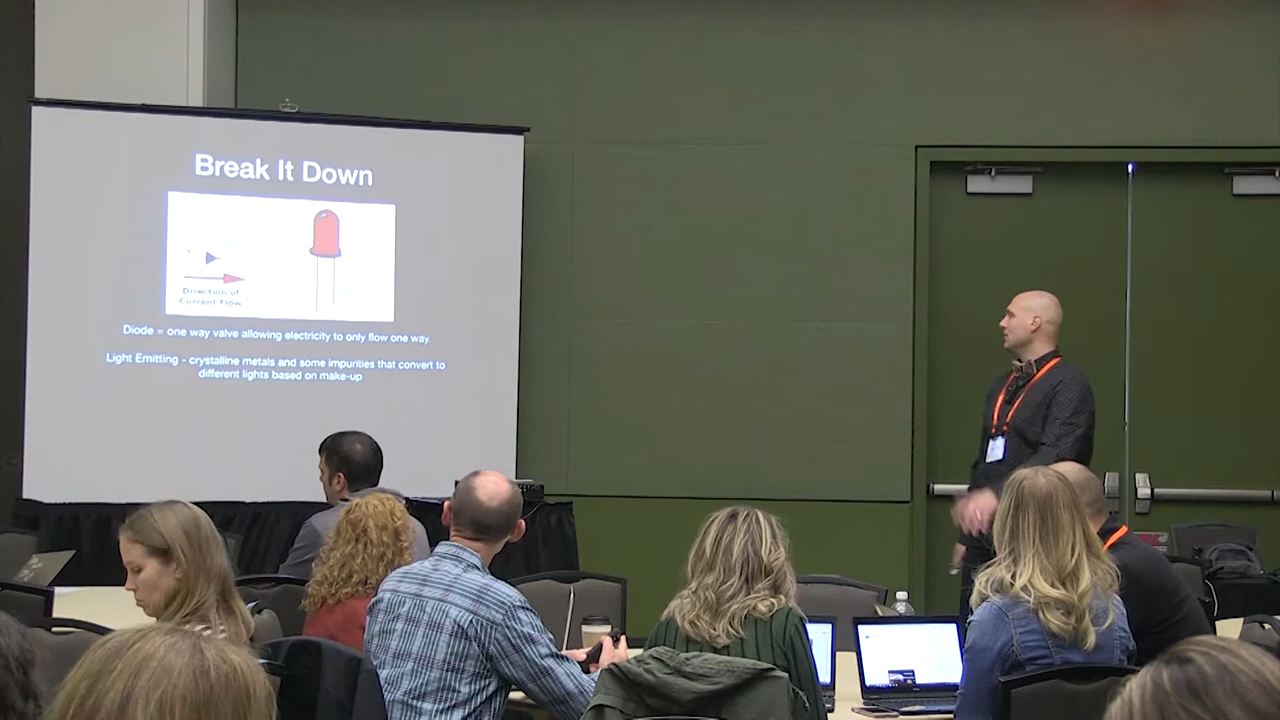 Break It Down
Direction of
Current Flow
Diode = one way valve allowing electricity to only flow one way.
Light Emitting - crystalline metals and some impurities that convert to
different lights based on make-up